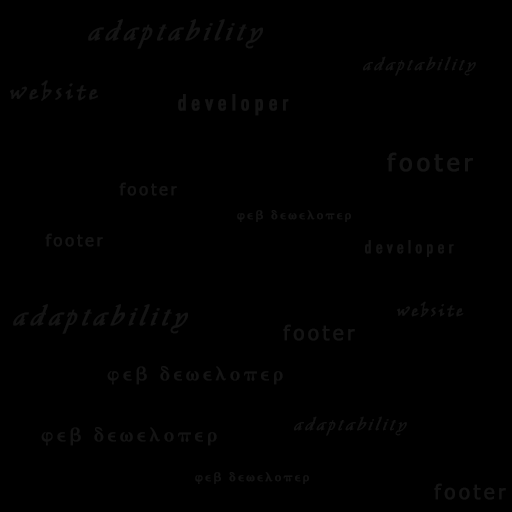 adaptability
adaptability
website
developer
footer
footer
φεβ δεωελοπερ
footer
developer
website
adaptability
footer
φεβ δεωελοπερ
adaptability
φεβ δεωελοπερ
φεβ δεωελοπερ
footer